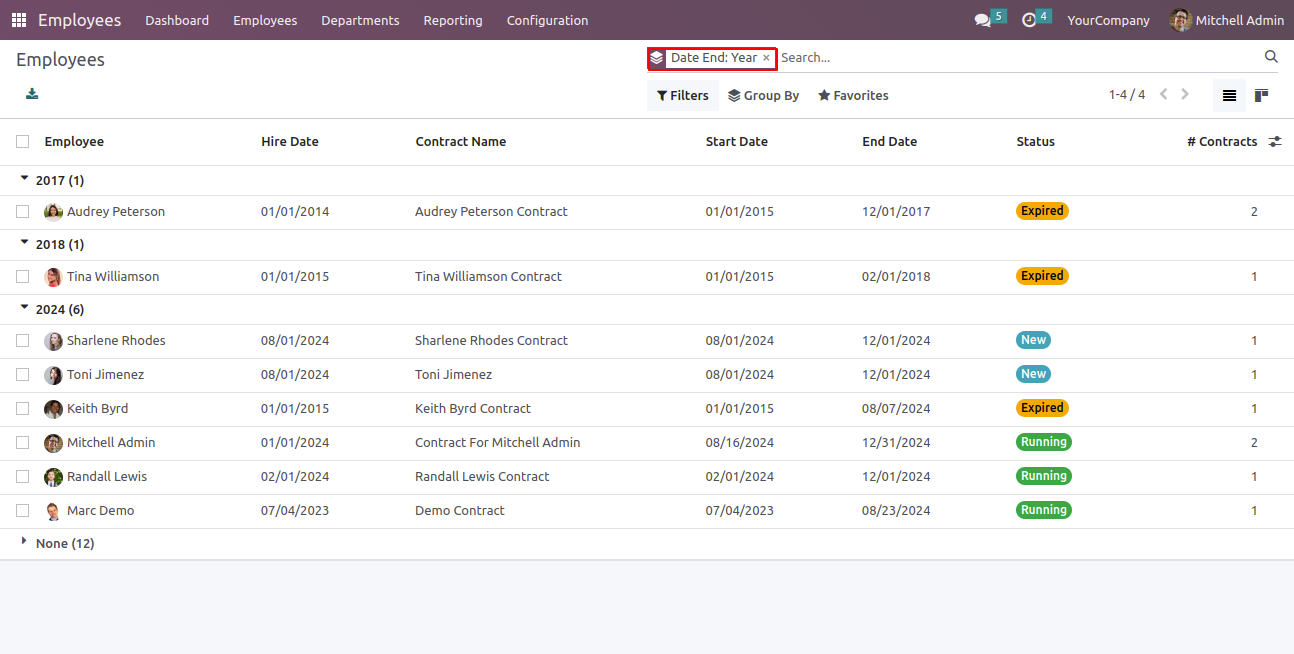 Employees Dashboard Employees Departments Reporting Configuration 5 4 YourCompany Mitchell Admin
Employees Date End: Year × Search...
Filters Group By Favorites 1-4 / 4
Employee Hire Date Contract Name Start Date End Date Status # Contracts
2017 (1)
Audrey Peterson 01/01/2014 Audrey Peterson Contract 01/01/2015 12/01/2017 Expired 2
2018 (1)
Tina Williamson 01/01/2015 Tina Williamson Contract 01/01/2015 02/01/2018 Expired 1
2024 (6)
Sharlene Rhodes 08/01/2024 Sharlene Rhodes Contract 08/01/2024 12/01/2024 New 1
Toni Jimenez 08/01/2024 Toni Jimenez 08/01/2024 12/01/2024 New 1
Keith Byrd 01/01/2015 Keith Byrd Contract 01/01/2015 08/07/2024 Expired 1
Mitchell Admin 01/01/2024 Contract For Mitchell Admin 08/16/2024 12/31/2024 Running 2
Randall Lewis 02/01/2024 Randall Lewis Contract 02/01/2024 12/01/2024 Running 1
Marc Demo 07/04/2023 Demo Contract 07/04/2023 08/23/2024 Running 1
None (12)